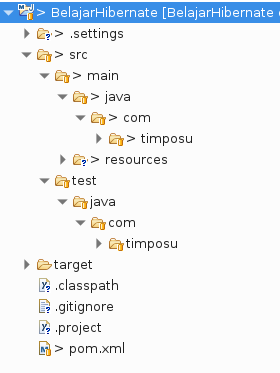 > BelajarHibernate [BelajarHibernate
> .settings
> src
> main
> java
> com
> timposu
> resources
test
java
com
timposu
target
.classpath
.gitignore
.project
> pom.xml